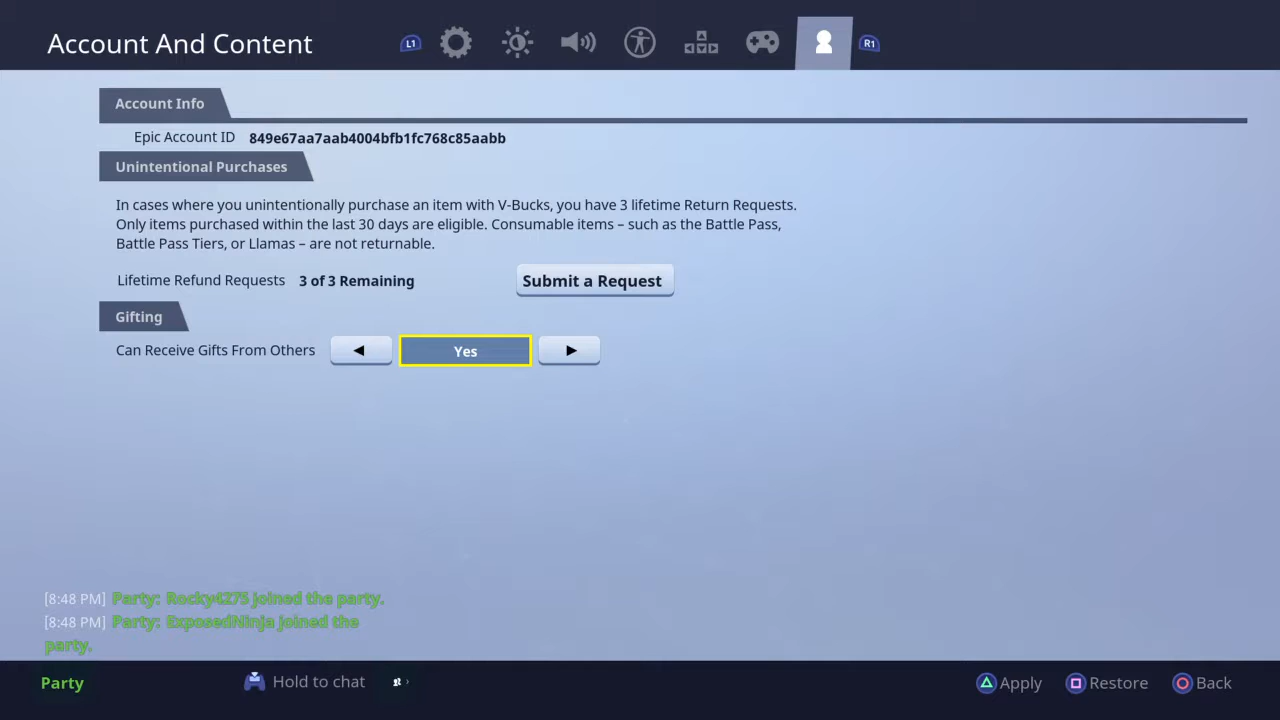 Account And Content
L1
R1
Account Info
Epic Account ID 849e67aa7aab4004bfb1fc768c85aabb
Unintentional Purchases
In cases where you unintentionally purchase an item with V-Bucks, you have 3 lifetime Return Requests.
Only items purchased within the last 30 days are eligible. Consumable items – such as the Battle Pass,
Battle Pass Tiers, or Llamas – are not returnable.
Lifetime Refund Requests 3 of 3 Remaining Submit a Request
Gifting
Can Receive Gifts From Others Yes
[8:48 PM] Party: Rocky4275 joined the party.
[8:48 PM] Party: ExposedNinja joined the
party.
Party Hold to chat Apply Restore Back